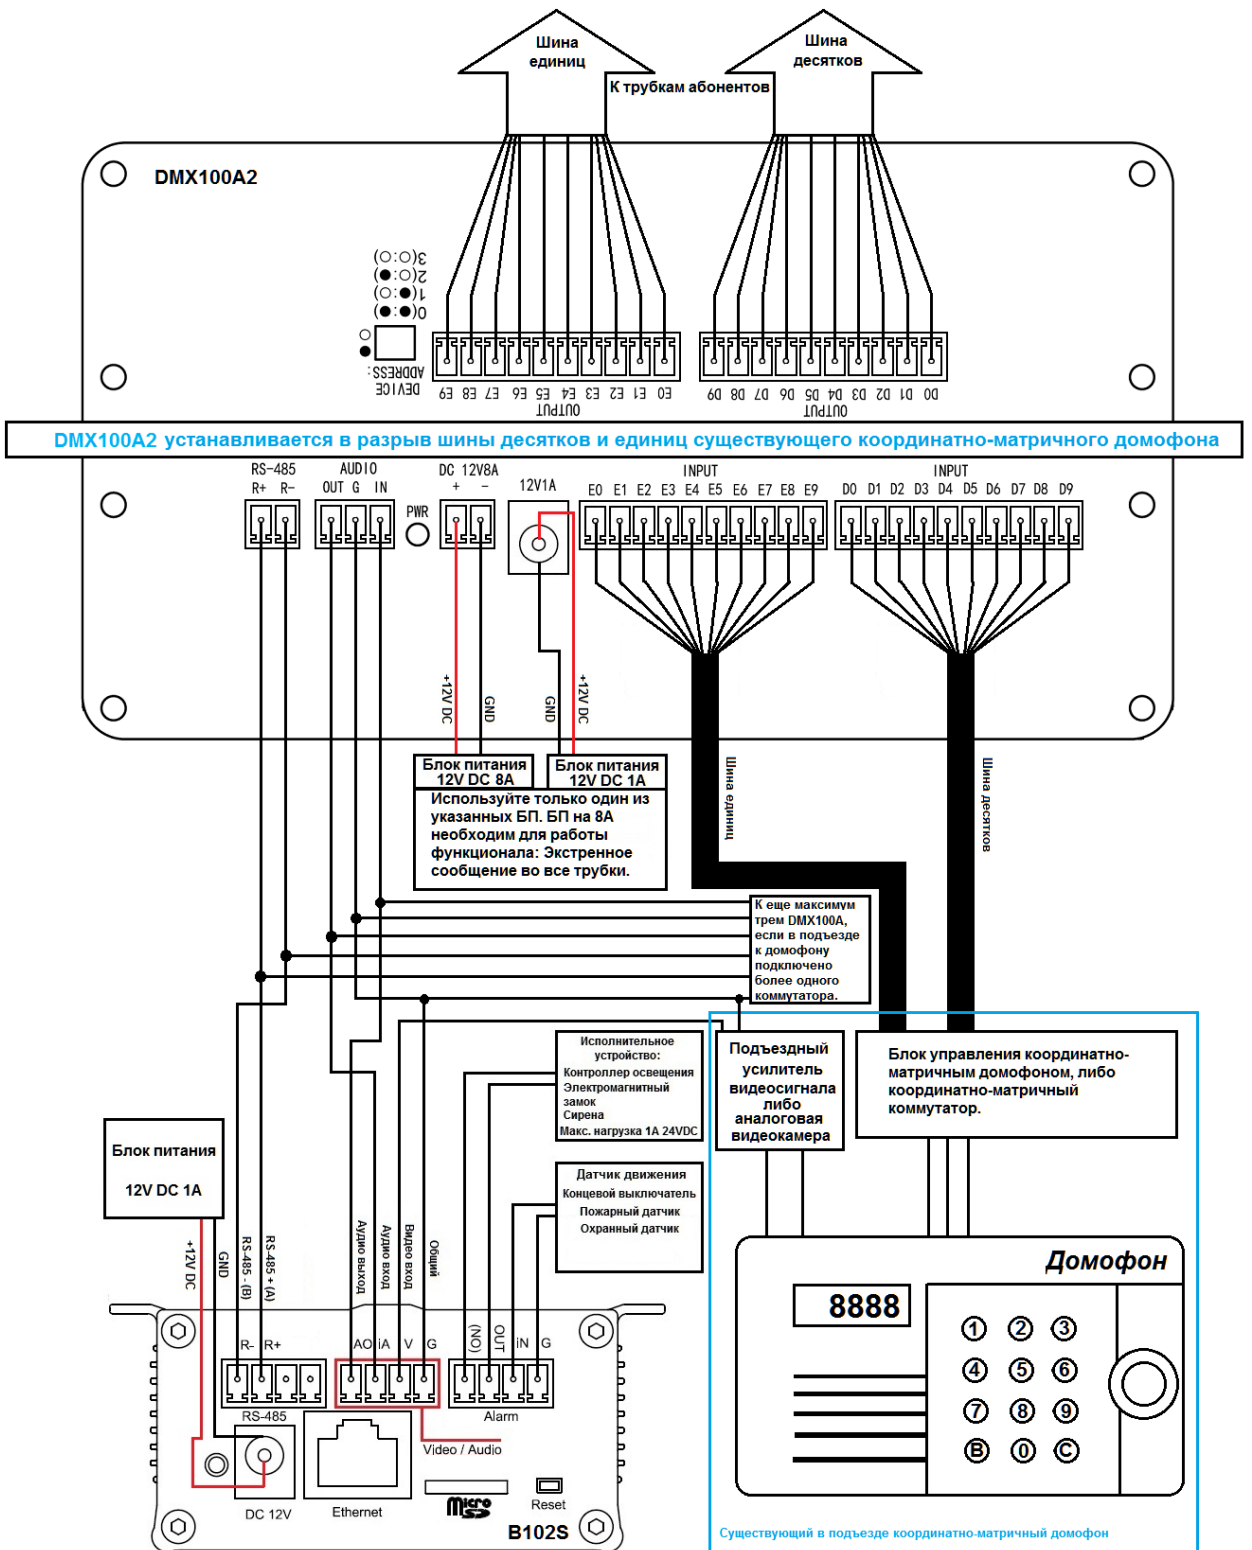 Шина
единиц
Шина
десятков
К трубкам абонентов
DMX100A2
3(○:○)
2(○:●)
1(●:○)
0(●:●)
DEVICE
ADDRESS:
E9 E8 E7 E6 E5 E4 E3 E2 E1 E0
OUTPUT
D9 D8 D7 D6 D5 D4 D3 D2 D1 D0
OUTPUT
DMX100A2 устанавливается в разрыв шины десятков и единиц существующего координатно-матричного домофона
RS-485
R+ R-
AUDIO
OUT G IN
PWR
DC 12V8A
+ -
12V1A
INPUT
E0 E1 E2 E3 E4 E5 E6 E7 E8 E9
INPUT
D0 D1 D2 D3 D4 D5 D6 D7 D8 D9
+12V DC
GND
GND
+12V DC
Блок питания
12V DC 8A
Блок питания
12V DC 1A
Используйте только один из
указанных БП. БП на 8А
необходим для работы
функционала: Экстренное
сообщение во все трубки.
Шина единиц
Шина десятков
К еще максимум
трем DMX100A,
если в подъезде
к домофону
подключено
более одного
коммутатора.
Исполнительное
устройство:
Контроллер освещения
Электромагнитный
замок
Сирена
Макс. нагрузка 1А 24VDC
Подъездный
усилитель
видеосигнала
либо
аналоговая
видеокамера
Блок управления координатно-
матричным домофоном, либо
координатно-матричный
коммутатор.
Блок питания
12V DC 1A
Датчик движения
Концевой выключатель
Пожарный датчик
Охранный датчик
+12V DC
GND
RS-485 - (B)
RS-485 + (A)
Аудио выход
Аудио вход
Видео вход
Общий
Домофон
8888
1 2 3
4 5 6
7 8 9
B 0 C
R- R+
AO iA V G
(NO) OUT iN G
RS-485
Alarm
Video / Audio
DC 12V
Ethernet
Micro
SD
Reset
B102S
Существующий в подъезде координатно-матричный домофон